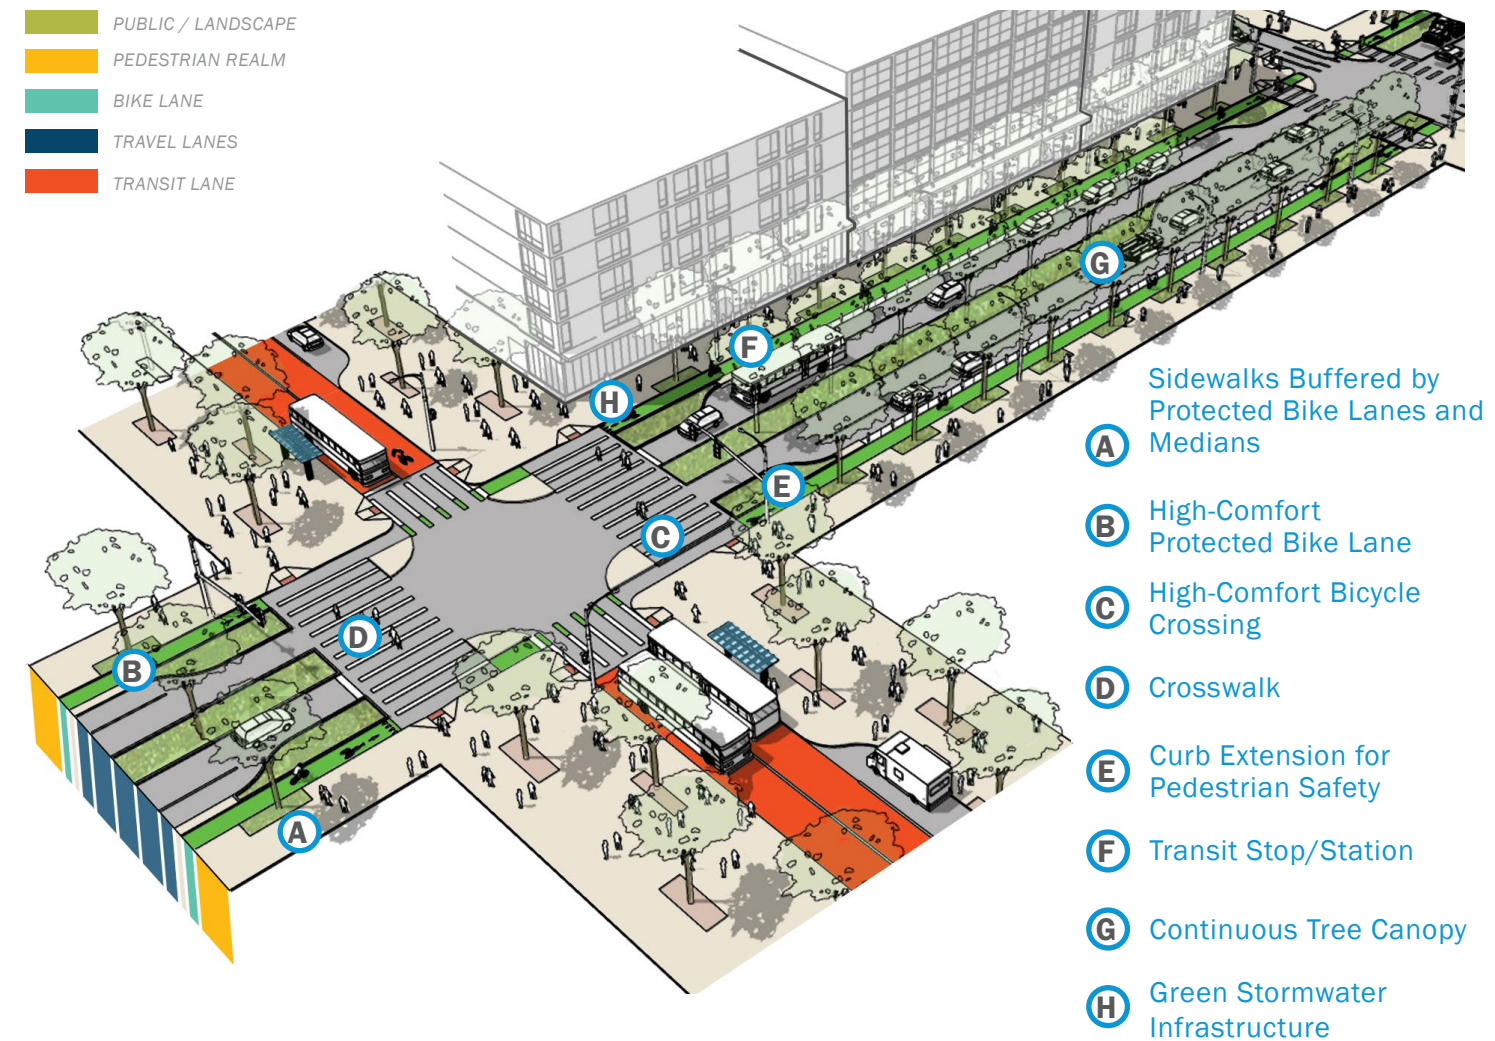 PUBLIC / LANDSCAPE
PEDESTRIAN REALM
BIKE LANE
TRAVEL LANES
TRANSIT LANE
G
F
H
E
C
D
B
A
A
Sidewalks Buffered by
Protected Bike Lanes and
Medians
B
High-Comfort
Protected Bike Lane
C
High-Comfort Bicycle
Crossing
D
Crosswalk
E
Curb Extension for
Pedestrian Safety
F
Transit Stop/Station
G
Continuous Tree Canopy
H
Green Stormwater
Infrastructure